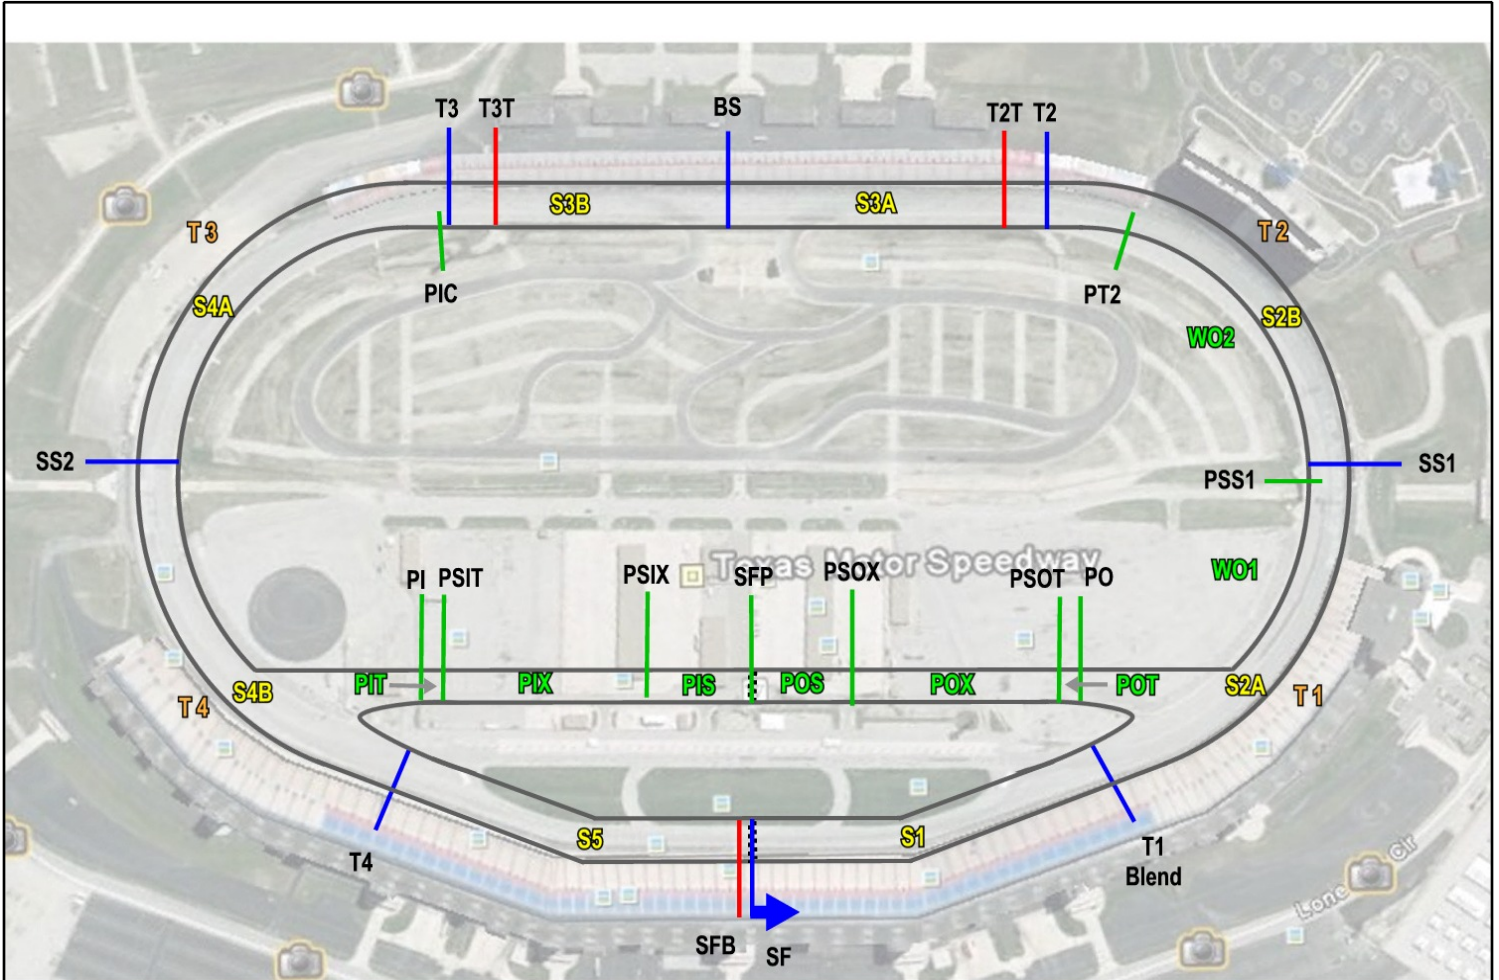 T3 T3T BS T2T T2
S3B S3A
T 3 T 2
PIC PT2
S4A S2B
WO2
SS2 SS1
PSS1
Texas Motor Speedway
WO1
PI PSIT PSIX SFP PSOX PSOT PO
PIT PIX PIS POS POX POT
S4B S2A
T 4 T 1
S5 S1
T4 T1
Blend
Lone Cir
SFB SF